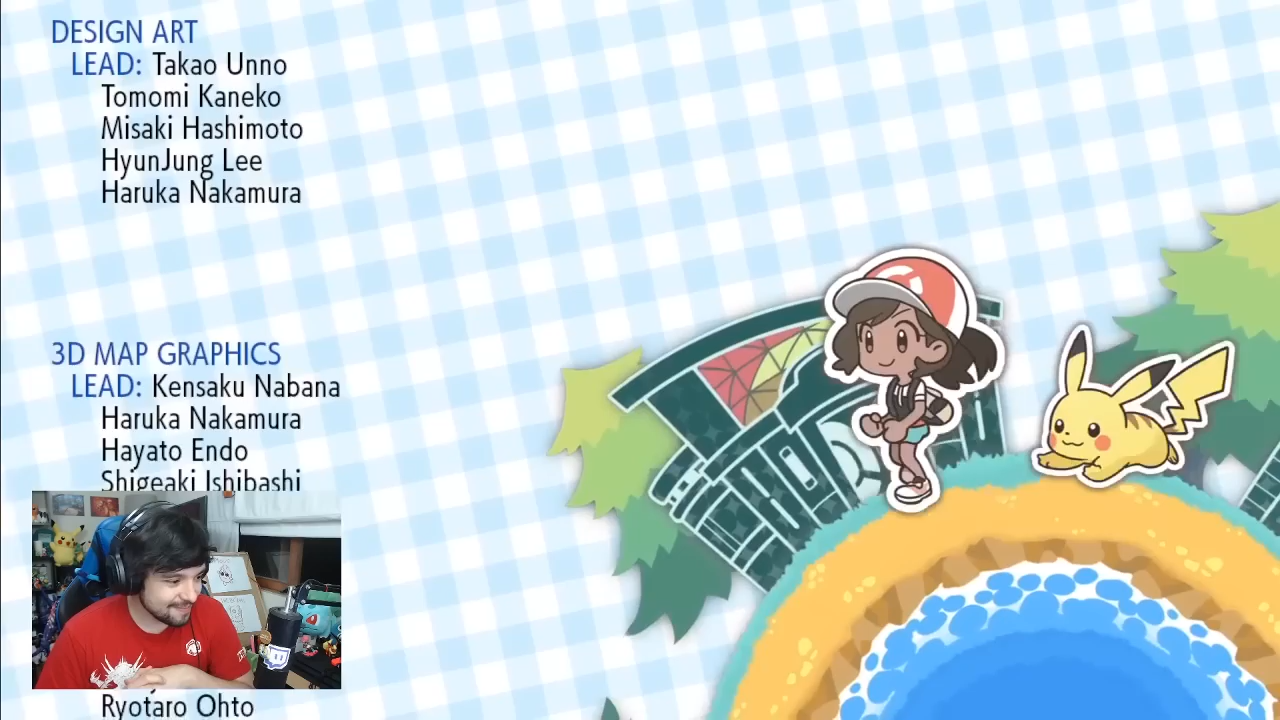 DESIGN ART
LEAD: Takao Unno
Tomomi Kaneko
Misaki Hashimoto
HyunJung Lee
Haruka Nakamura
3D MAP GRAPHICS
LEAD: Kensaku Nabana
Haruka Nakamura
Hayato Endo
Shigeaki Ishibashi
Ryotaro Ohto